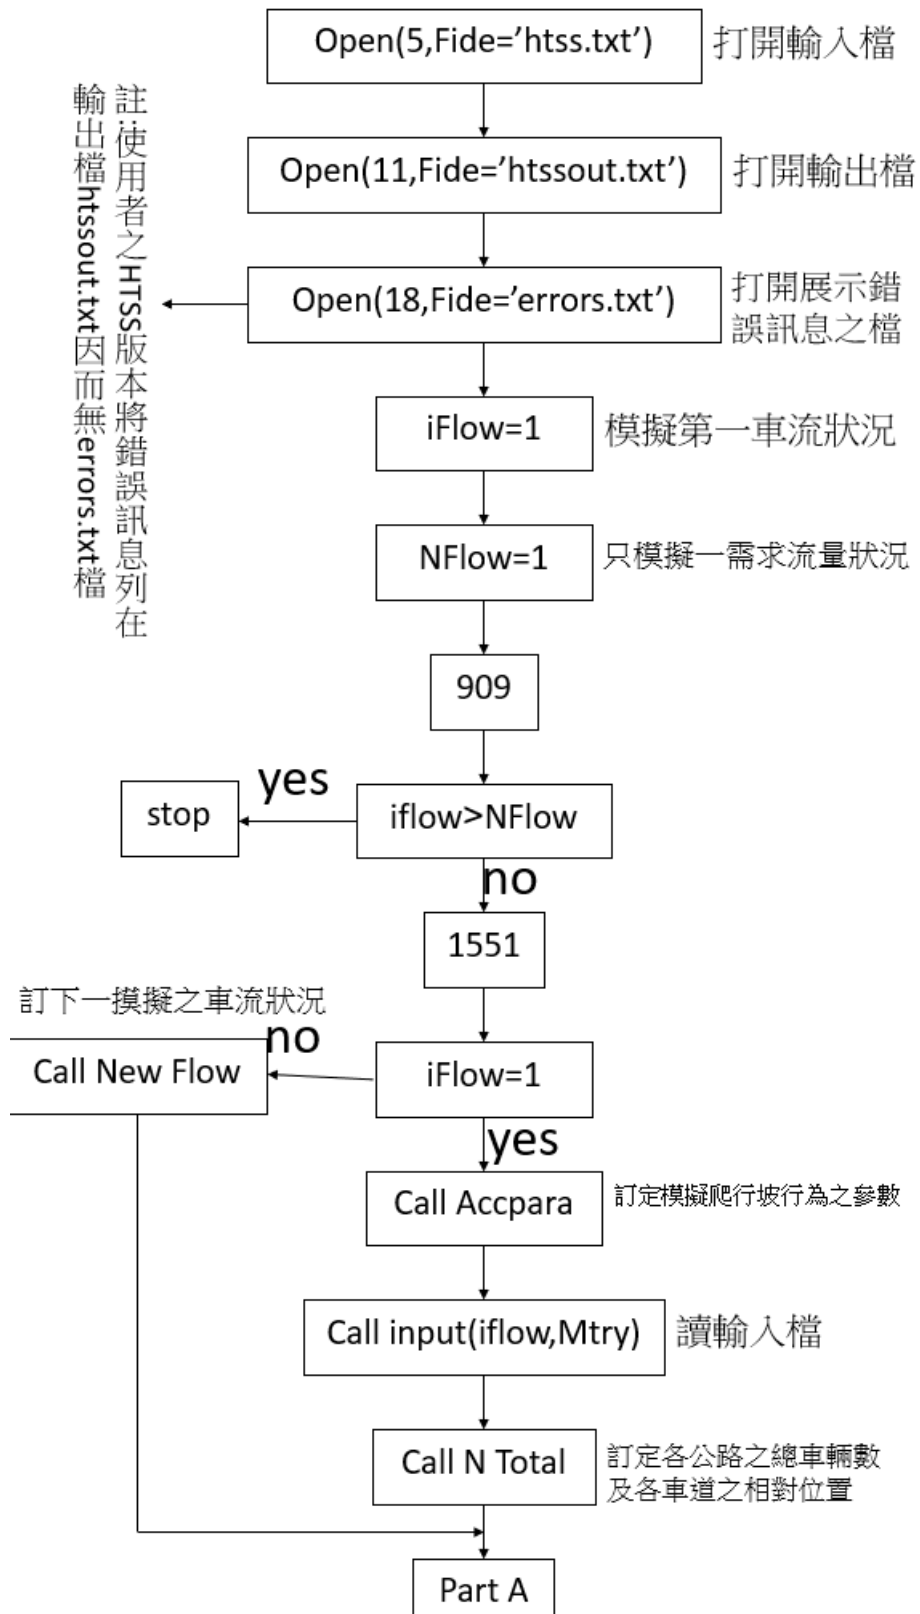 Open(5,Fide='htss.txt')
打開輸入檔
Open(11,Fide='htssout.txt')
打開輸出檔
Open(18,Fide='errors.txt')
打開展示錯
誤訊息之檔
註:使用者之HTSS版本將錯誤訊息列在
輸出檔htssout.txt因而無errors.txt檔
iFlow=1
模擬第一車流狀況
NFlow=1
只模擬一需求流量狀況
909
yes
stop
iflow>NFlow
no
1551
訂下一摸擬之車流狀況
no
Call New Flow
iFlow=1
yes
Call Accpara
訂定模擬爬行坡行為之參數
Call input(iflow,Mtry)
讀輸入檔
Call N Total
訂定各公路之總車輛數
及各車道之相對位置
Part A